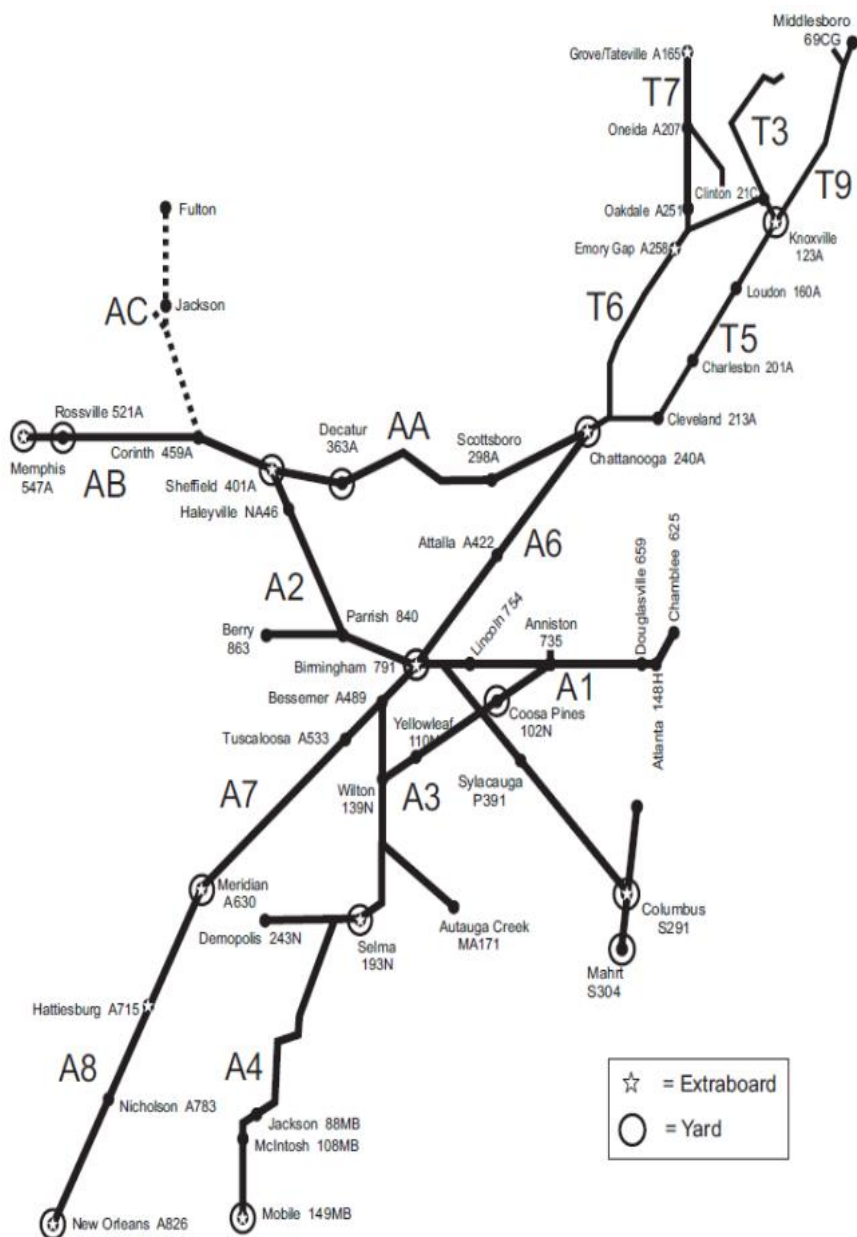 Middlesboro
69CG
Grove/Tateville A165
T7
T3
Oneida A207
T9
Clinton 21C
Fulton
Oakdale A251
Knoxville
123A
Emory Gap A258
Loudon 160A
AC
Jackson
T6
T5
Charleston 201A
Rossville 521A
Decatur
363A
AA
Scottsboro
298A
Cleveland 213A
Chattanooga 240A
Corinth 459A
Memphis
547A
AB
Sheffield 401A
Haleyville NA46
Attalla A422
A6
A2
Parrish 840
Berry
863
Lincoln 754
Anniston
735
Douglasville 659
Chamblee 625
Birmingham 791
A1
Atlanta 148H
Bessemer A489
Yellowleaf
110N
Coosa Pines
102N
Tuscaloosa A533
Wilton
139N
A3
Sylacauga
P391
A7
Meridian
A630
Demopolis 243N
Selma
193N
Autauga Creek
MA171
Columbus
S291
Mahrt
S304
Hattiesburg A715
A8
A4
Nicholson A783
Jackson 88MB
McIntosh 108MB
New Orleans A826
Mobile 149MB
= Extraboard
= Yard